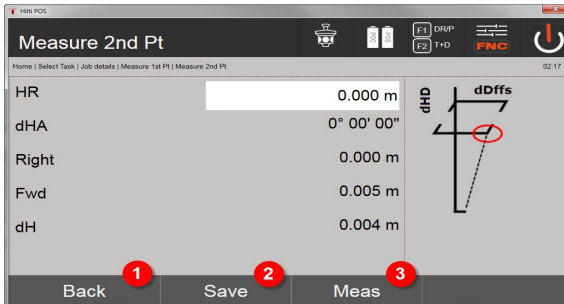 Hilti POS
Measure 2nd Pt
POC
POS
F1 DR/P
F2 T+D
FNC
Home | Select Task | Job details | Measure 1st Pt | Measure 2nd Pt
02:17
HR 0.000 m
dHA 0° 00' 00"
Right 0.000 m
Fwd 0.005 m
dH 0.004 m
dHD
dDffs
1
2
3
Back Save Meas